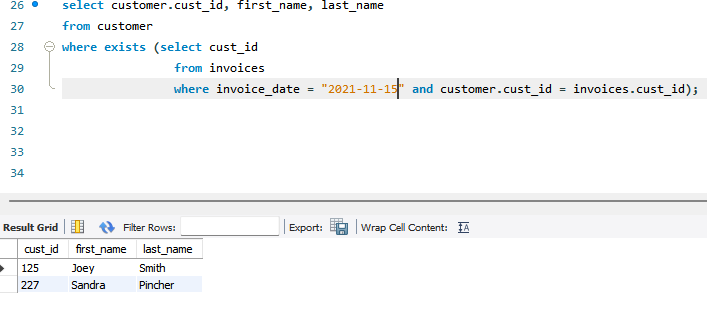 26 select customer.cust_id, first_name, last_name
27 from customer
28 where exists (select cust_id
29 from invoices
30 where invoice_date = "2021-11-15" and customer.cust_id = invoices.cust_id);
31
32
33
34
Result Grid Filter Rows: Export: Wrap Cell Content: IA
cust_id first_name last_name
125 Joey Smith
227 Sandra Pincher